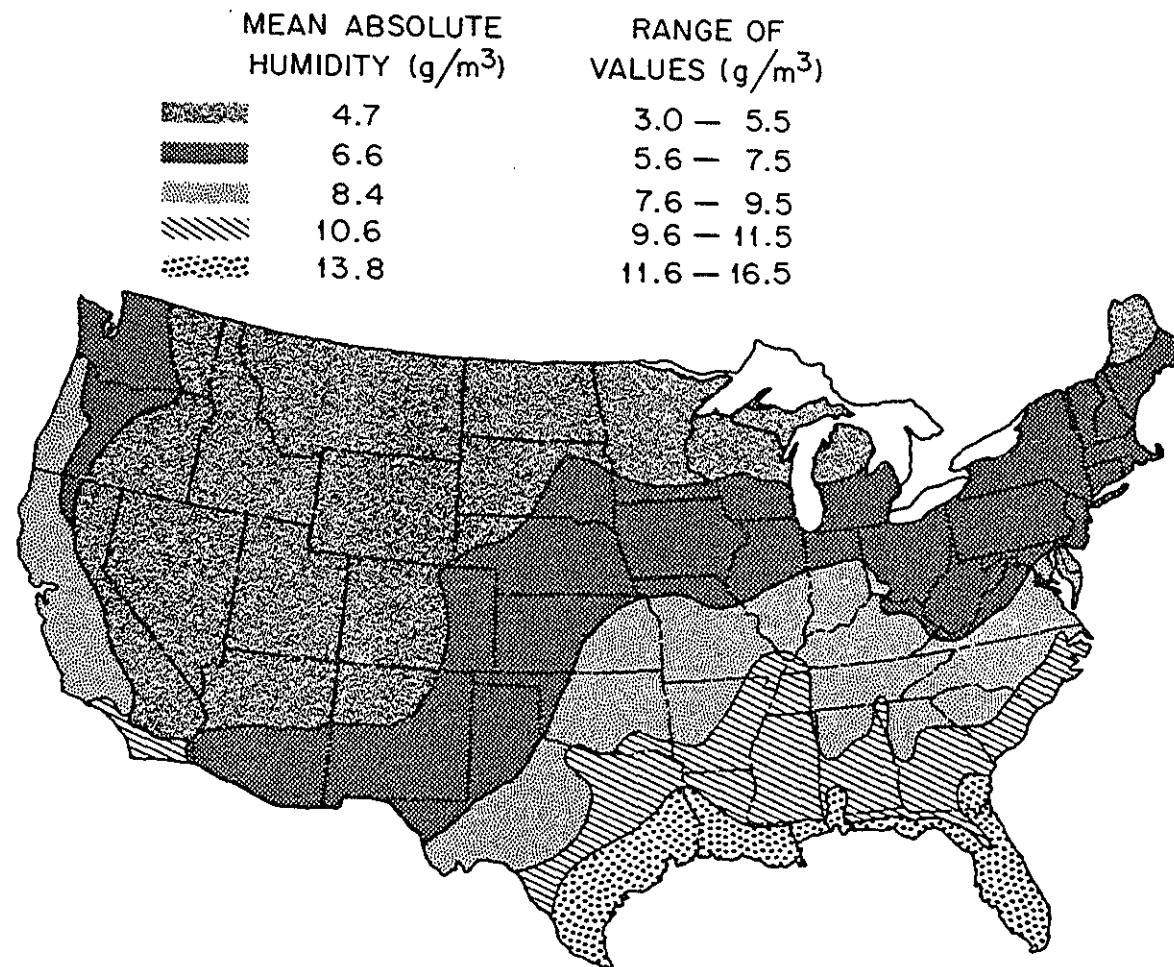 MEAN ABSOLUTE HUMIDITY (g/m³)
RANGE OF VALUES (g/m³)
4.7 3.0 — 5.5
6.6 5.6 — 7.5
8.4 7.6 — 9.5
10.6 9.6 — 11.5
13.8 11.6 — 16.5